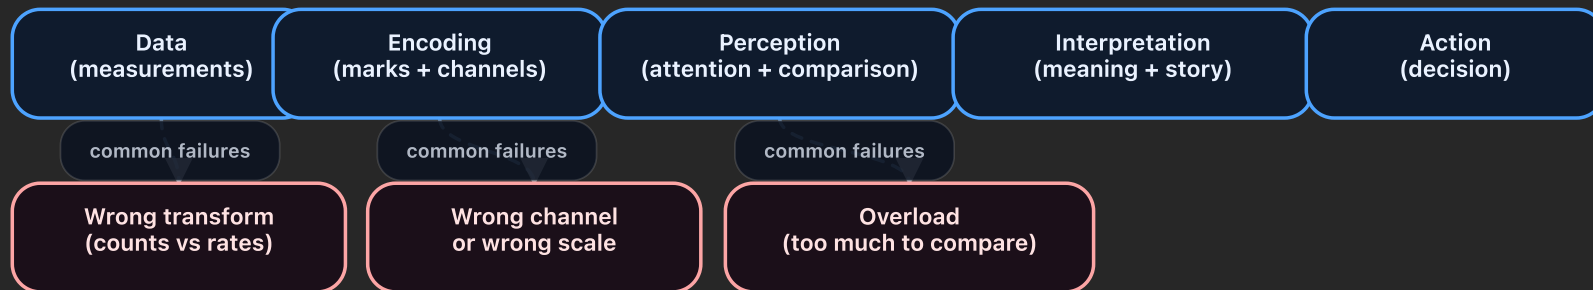 Data
(measurements)
Encoding
(marks + channels)
Perception
(attention + comparison)
Interpretation
(meaning + story)
Action
(decision)
common failures
common failures
common failures
Wrong transform
(counts vs rates)
Wrong channel
or wrong scale
Overload
(too much to compare)